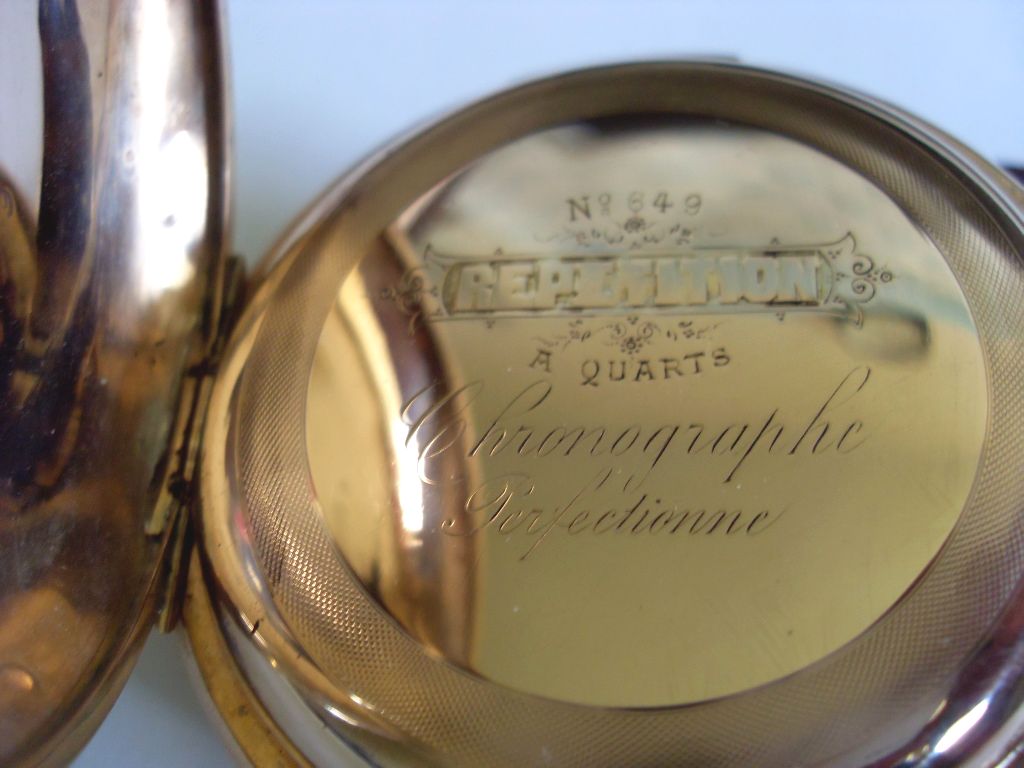 Nº 649
REPETITION
A QUARTS
Chronographe
Perfectionne